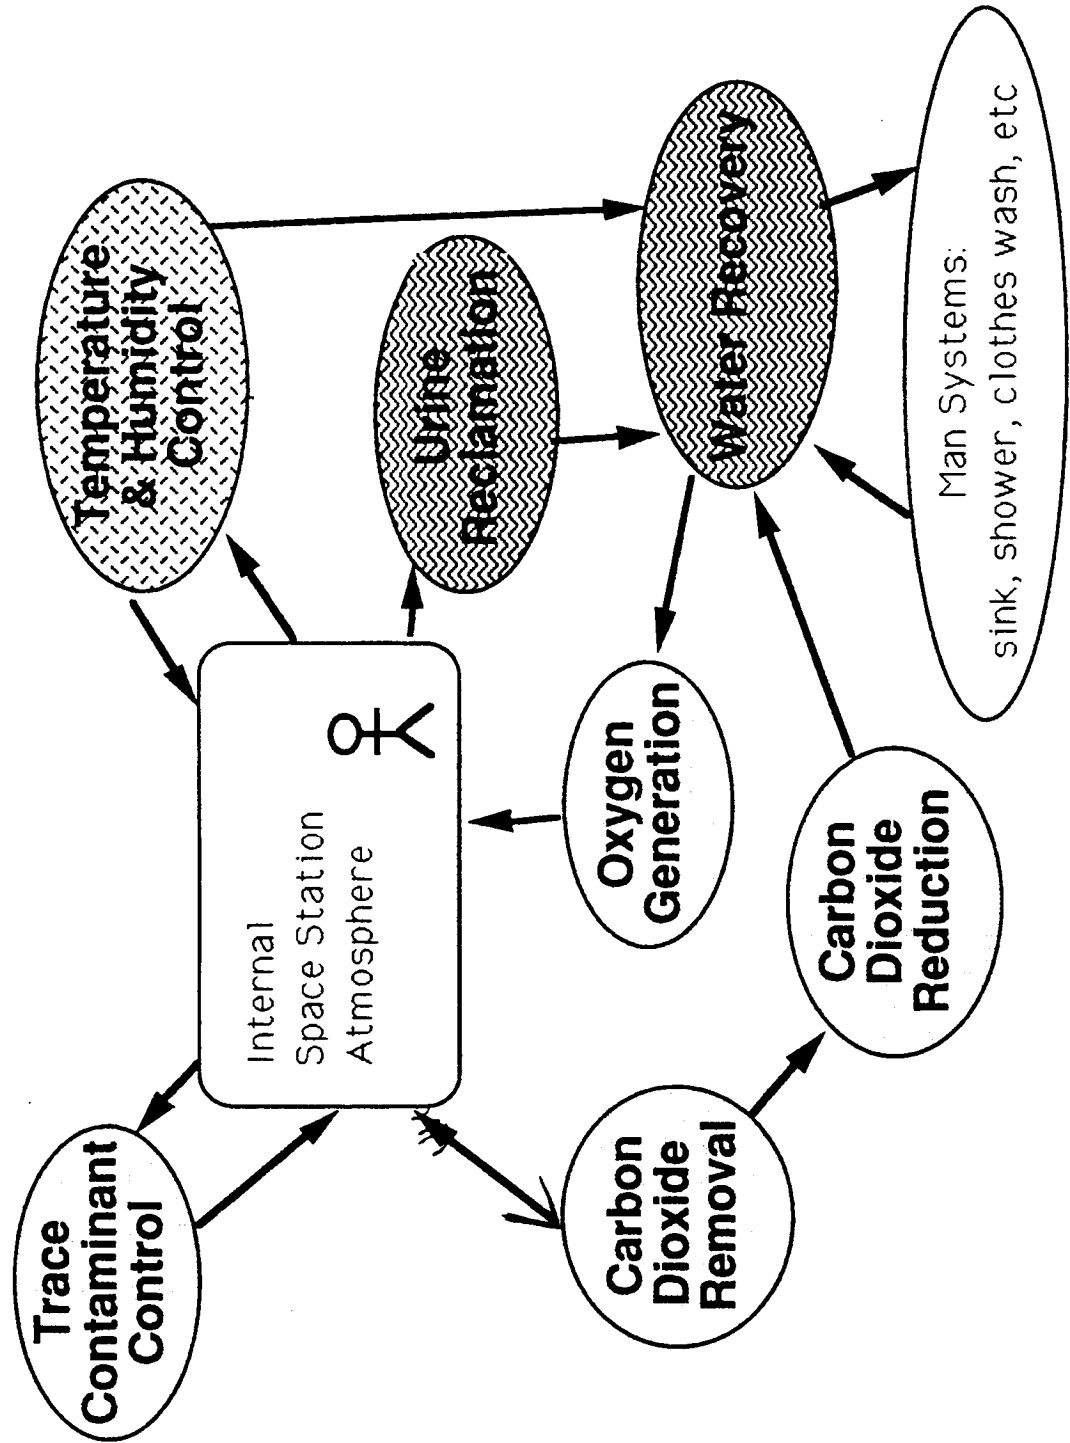 Trace
Contaminant
Control
Internal
Space Station
Atmosphere
Temperature
& Humidity
Control
Urine
Reclamation
Carbon
Dioxide
Removal
Oxygen
Generation
Water Recovery
Carbon
Dioxide
Reduction
Man Systems:
sink, shower, clothes wash, etc